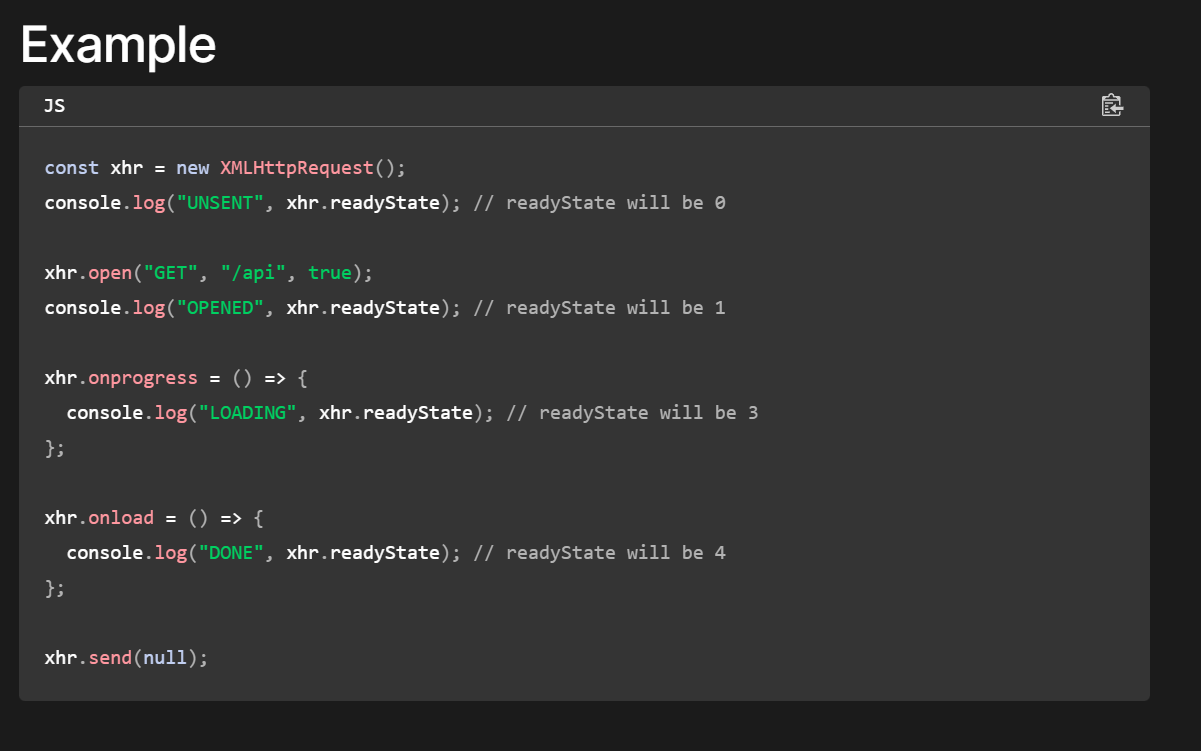 Example
JS
const xhr = new XMLHttpRequest();
console.log("UNSENT", xhr.readyState); // readyState will be 0
xhr.open("GET", "/api", true);
console.log("OPENED", xhr.readyState); // readyState will be 1
xhr.onprogress = () => {
  console.log("LOADING", xhr.readyState); // readyState will be 3
};
xhr.onload = () => {
  console.log("DONE", xhr.readyState); // readyState will be 4
};
xhr.send(null);